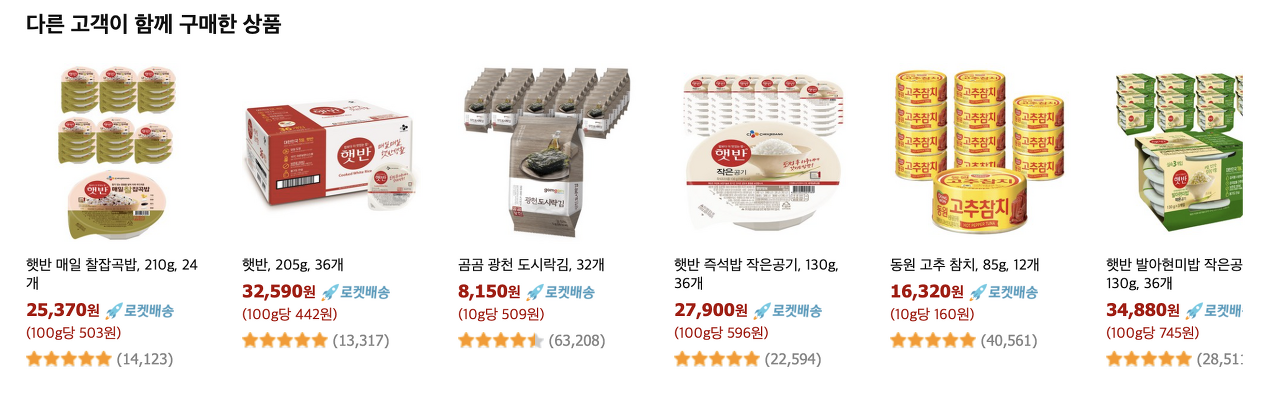 다른 고객이 함께 구매한 상품
햇반 매일 찰잡곡밥, 210g, 24
개
25,370원 로켓배송
(100g당 503원)
(14,123)
햇반, 205g, 36개
32,590원 로켓배송
(100g당 442원)
(13,317)
곰곰 광천 도시락김, 32개
8,150원 로켓배송
(10g당 509원)
(63,208)
햇반 즉석밥 작은공기, 130g,
36개
27,900원 로켓배송
(100g당 596원)
(22,594)
동원 고추 참치, 85g, 12개
16,320원 로켓배송
(10g당 160원)
(40,561)
햇반 발아현미밥 작은공
130g, 36개
34,880원 로켓배
(100g당 745원)
(28,51
햇반
매일 찰잡곡밥
햇반
광천 도시락김
햇반
작은공기
동원
고추참치
햇반